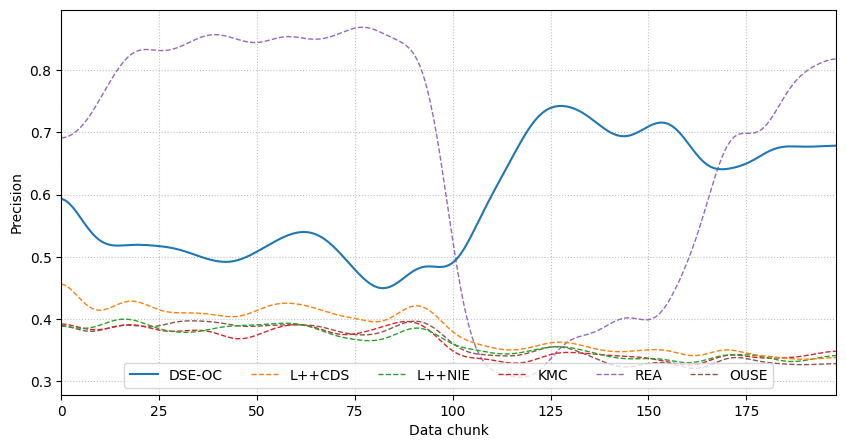 Precision
0.8
0.7
0.6
0.5
0.4
0.3
DSE-OC L++CDS L++NIE KMC REA OUSE
0 25 50 75 100 125 150 175
Data chunk